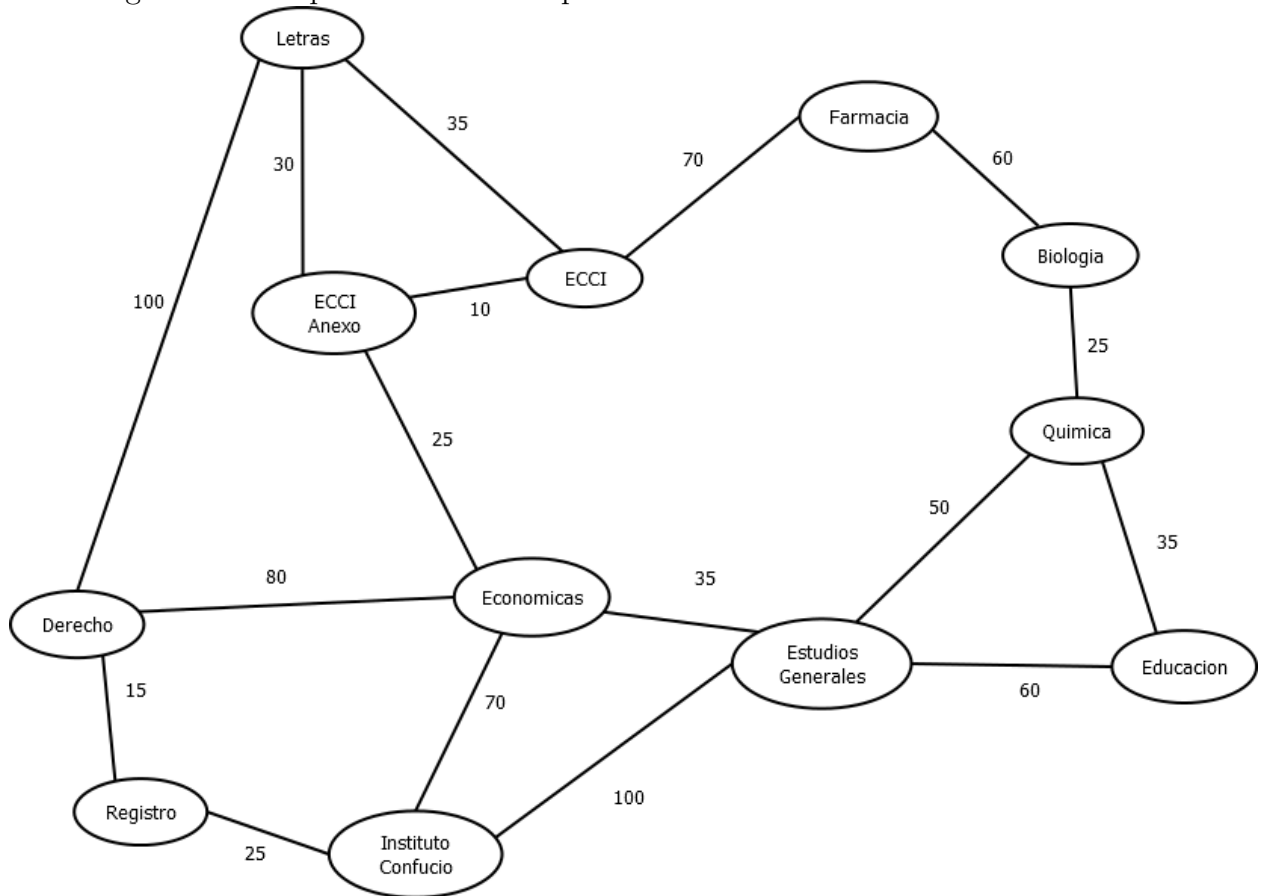 Letras
Farmacia
35
70
60
30
Biologia
ECCI
ECCI
Anexo
100
10
25
Quimica
25
50
35
80
Economicas
35
Derecho
Estudios
Generales
Educacion
15
60
70
100
Registro
Instituto
Confucio
25